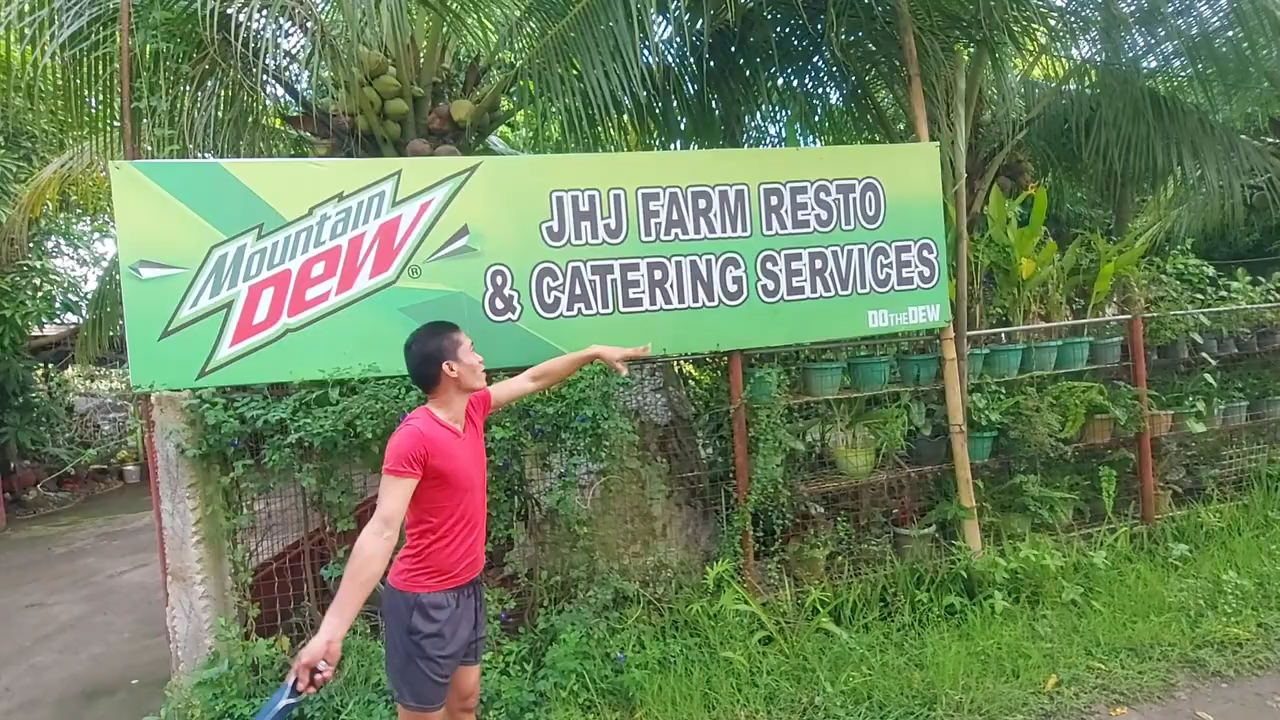 Mountain
Dew®
JHJ FARM RESTO
& CATERING SERVICES
DO THE DEW